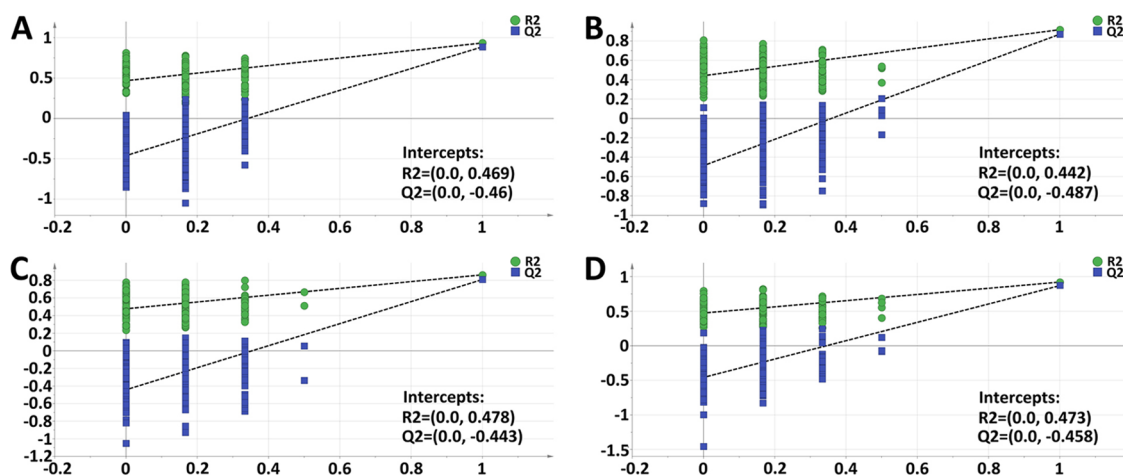 A
R2
Q2
1
0.5
0
-0.5
-1
Intercepts:
R2=(0.0, 0.469)
Q2=(0.0, -0.46)
-0.2 0 0.2 0.4 0.6 0.8 1
B
R2
Q2
0.8
0.6
0.4
0.2
0
-0.2
-0.4
-0.6
-0.8
-1
Intercepts:
R2=(0.0, 0.442)
Q2=(0.0, -0.487)
-0.2 0 0.2 0.4 0.6 0.8 1
C
R2
Q2
0.8
0.6
0.4
0.2
0
-0.2
-0.4
-0.6
-0.8
-1
-1.2
Intercepts:
R2=(0.0, 0.478)
Q2=(0.0, -0.443)
-0.2 0 0.2 0.4 0.6 0.8 1
D
R2
Q2
1
0.5
0
-0.5
-1
-1.5
Intercepts:
R2=(0.0, 0.473)
Q2=(0.0, -0.458)
-0.2 0 0.2 0.4 0.6 0.8 1